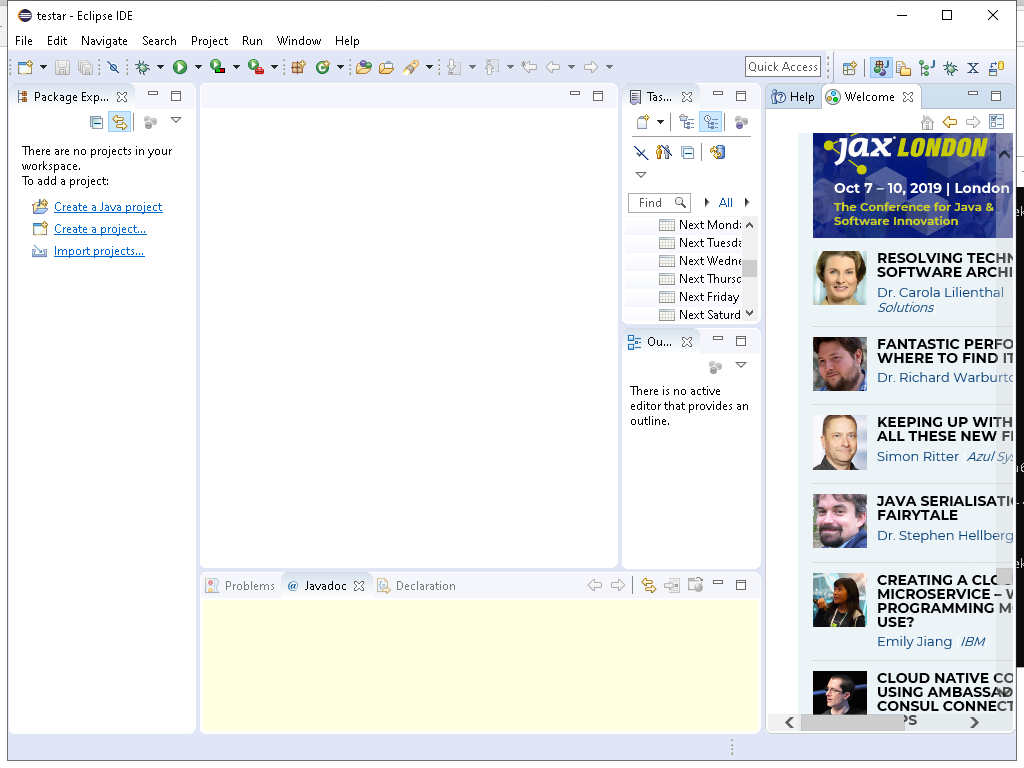 testar - Eclipse IDE
File Edit Navigate Search Project Run Window Help
Quick Access
Package Exp...
There are no projects in your
workspace.
To add a project:
Create a Java project
Create a project...
Import projects...
Tas...
Find
All
Next Mond
Next Tuesda
Next Wedne
Next Thursd
Next Friday
Next Saturd
Ou...
There is no active
editor that provides an
outline.
Problems @ Javadoc Declaration
Help Welcome
jax LONDON
Oct 7 – 10, 2019 | London
The Conference for Java &
Software Innovation
RESOLVING TECHN
SOFTWARE ARCHI
Dr. Carola Lilienthal
Solutions
FANTASTIC PERFO
WHERE TO FIND IT
Dr. Richard Warburto
KEEPING UP WITH
ALL THESE NEW F
Simon Ritter Azul Sys
JAVA SERIALISATI
FAIRYTALE
Dr. Stephen Hellberg
CREATING A CLO
MICROSERVICE – W
PROGRAMMING MO
USE?
Emily Jiang IBM
CLOUD NATIVE CO
USING AMBASSAD
CONSUL CONNECT